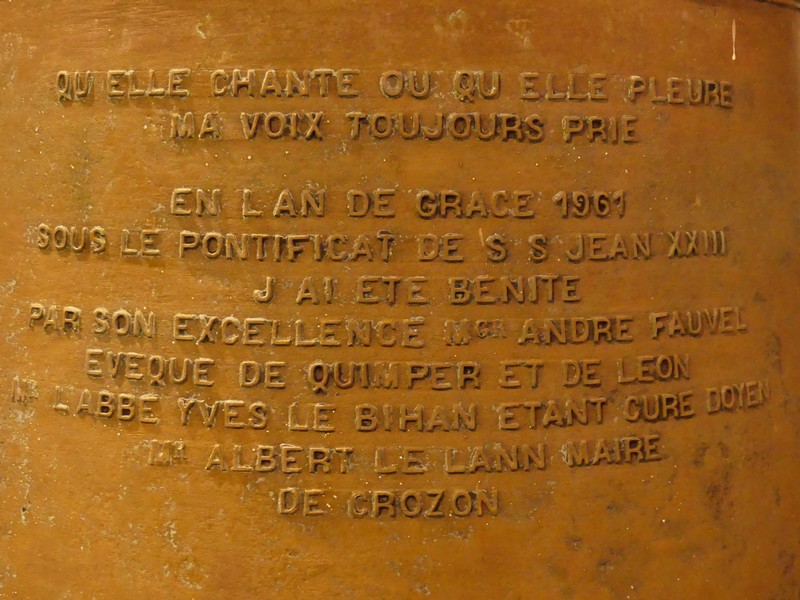 QU ELLE CHANTE OU QU ELLE PLEURE
MA VOIX TOUJOURS PRIE
EN L AN DE GRACE 1961
SOUS LE PONTIFICAT DE S S JEAN XXIII
J AI ETE BENITE
PAR SON EXCELLENCE MGR ANDRE FAUVEL
EVEQUE DE QUIMPER ET DE LEON
MR L ABBE YVES LE BIHAN ETANT CURE DOYEN
MR ALBERT LE LANN MAIRE
DE CROZON